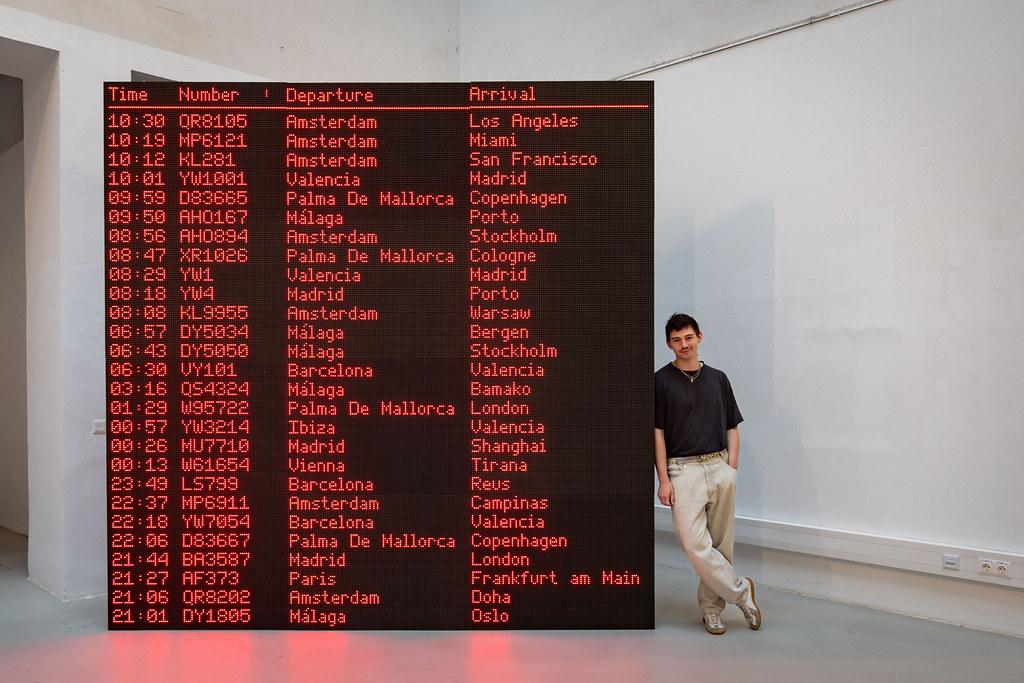 Time Number Departure Arrival
10:30 QR8105 Amsterdam Los Angeles
10:19 MP6121 Amsterdam Miami
10:12 KL281 Amsterdam San Francisco
10:01 YW1001 Valencia Madrid
09:59 D83665 Palma De Mallorca Copenhagen
09:50 AHO167 Málaga Porto
08:56 AHO894 Amsterdam Stockholm
08:47 XR1026 Palma De Mallorca Cologne
08:29 YW1 Valencia Madrid
08:18 YW4 Madrid Porto
08:08 KL9955 Amsterdam Warsaw
06:57 DY5034 Málaga Bergen
06:43 DY5050 Málaga Stockholm
06:30 VY101 Barcelona Valencia
03:16 QS4324 Málaga Bamako
01:29 W95722 Palma De Mallorca London
00:57 YW3214 Ibiza Valencia
00:26 MU7710 Madrid Shanghai
00:13 W61654 Vienna Tirana
23:49 LS799 Barcelona Reus
22:37 MP6911 Amsterdam Campinas
22:18 YW7054 Barcelona Valencia
22:06 D83667 Palma De Mallorca Copenhagen
21:44 BA3587 Madrid London
21:27 AF373 Paris Frankfurt am Main
21:06 QR8202 Amsterdam Doha
21:01 DY1805 Málaga Oslo